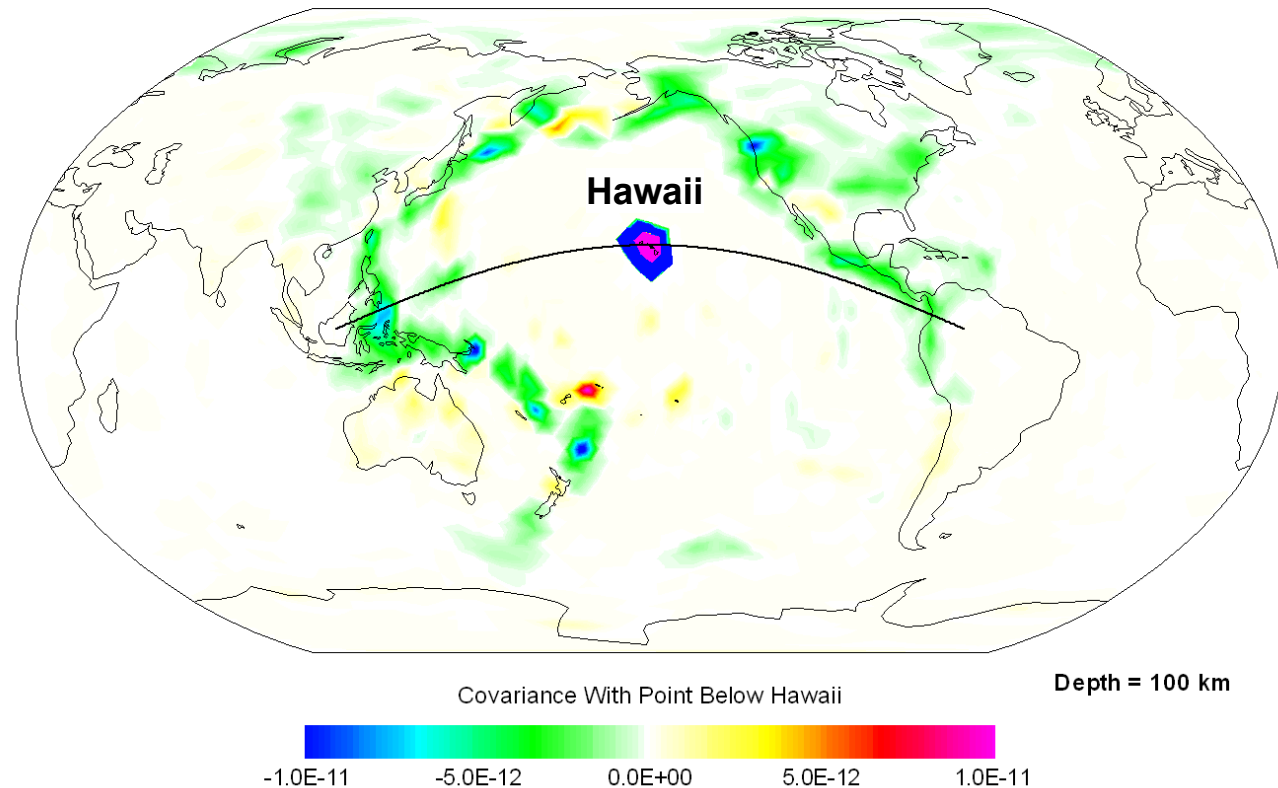 Hawaii
Depth = 100 km
Covariance With Point Below Hawaii
-1.0E-11 -5.0E-12 0.0E+00 5.0E-12 1.0E-11